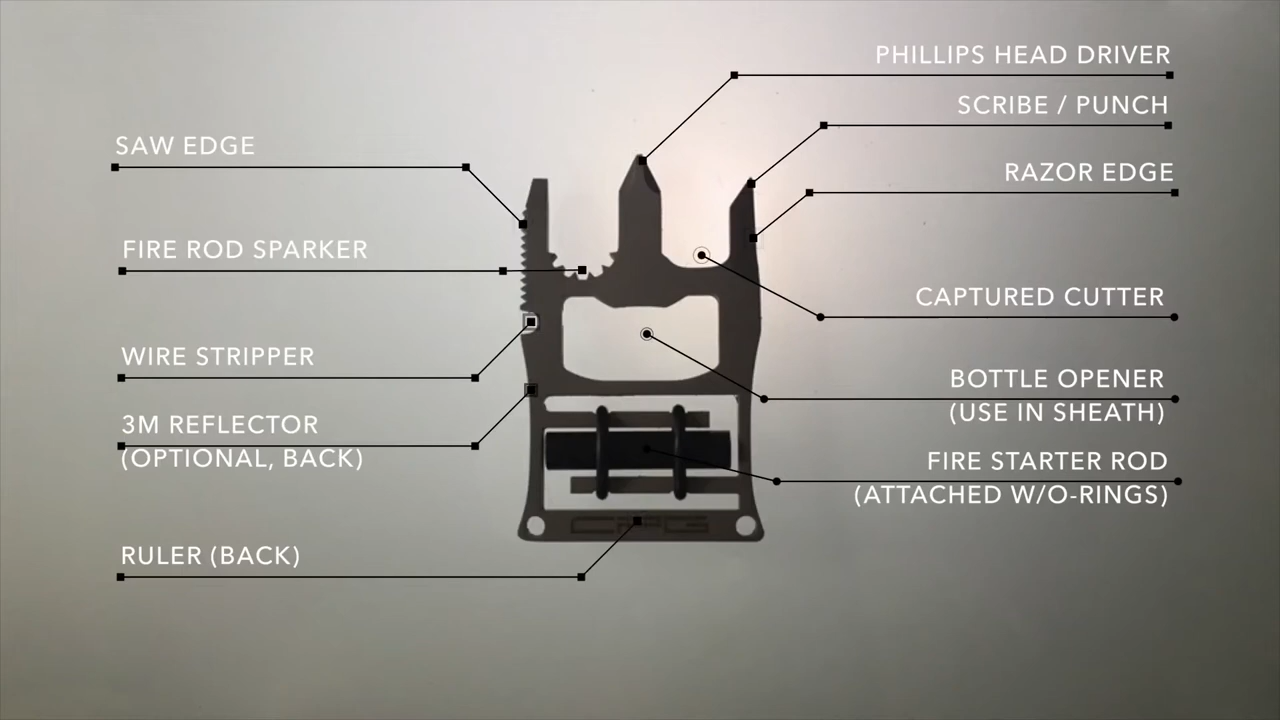 PHILLIPS HEAD DRIVER
SCRIBE / PUNCH
SAW EDGE
RAZOR EDGE
FIRE ROD SPARKER
CAPTURED CUTTER
WIRE STRIPPER
BOTTLE OPENER
(USE IN SHEATH)
3M REFLECTOR
(OPTIONAL, BACK)
FIRE STARTER ROD
(ATTACHED W/O-RINGS)
RULER (BACK)